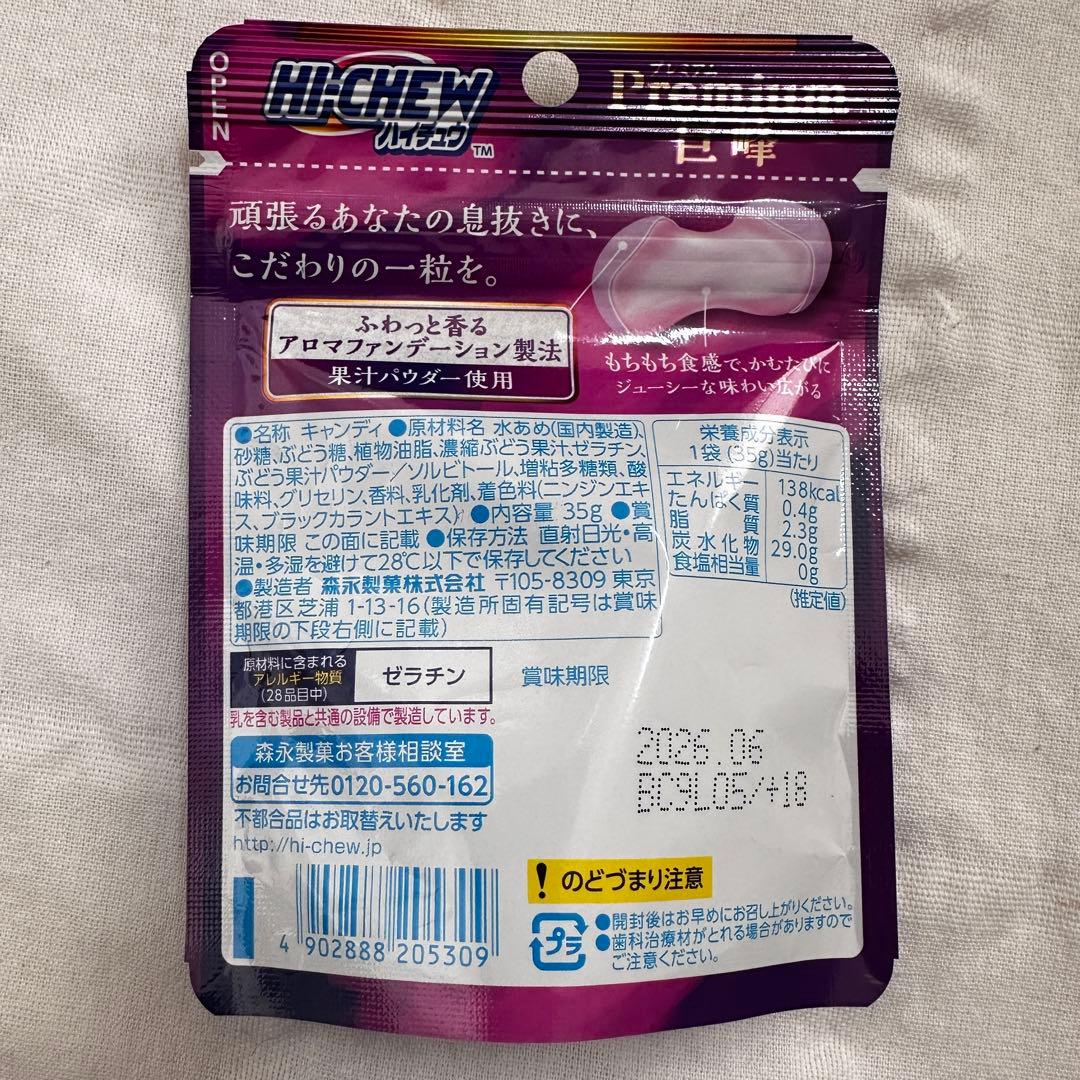 OPEN
HI-CHEW
ハイチュウ™
プレミアム
Premium
巨峰
頑張るあなたの息抜きに、
こだわりの一粒を。
ふわっと香る
アロマファンデーション製法
果汁パウダー使用
もちもち食感で、かむたびに
ジューシーな味わい広がる
●名称 キャンディ ●原材料名 水あめ(国内製造)、
砂糖、ぶどう糖、植物油脂、濃縮ぶどう果汁、ゼラチン、
ぶどう果汁パウダー/ソルビトール、増粘多糖類、酸
味料、グリセリン、香料、乳化剤、着色料(ニンジンエキ
ス、ブラックカラントエキス) ●内容量 35g ●賞
味期限 この面に記載 ●保存方法 直射日光・高
温・多湿を避けて28℃以下で保存してください
●製造者 森永製菓株式会社 〒105-8309 東京
都港区芝浦 1-13-16(製造所固有記号は賞味
期限の下段右側に記載)
栄養成分表示
1袋 (35g)当たり
エネルギー 138kcal
たんぱく質 0.4g
脂質 2.3g
炭水化物 29.0g
食塩相当量 0g
(推定値)
原材料に含まれる
アレルギー物質
(28品目中)
ゼラチン
乳を含む製品と共通の設備で製造しています。
賞味期限
2026.06
BC9L05/+18
森永製菓お客様相談室
お問合せ先0120-560-162
不都合品はお取替えいたします
http://hi-chew.jp
4 902888 205309
! のどづまり注意
プラ
●開封後はお早めにお召し上がりください。
●歯科治療材がとれる場合がありますので
ご注意ください。